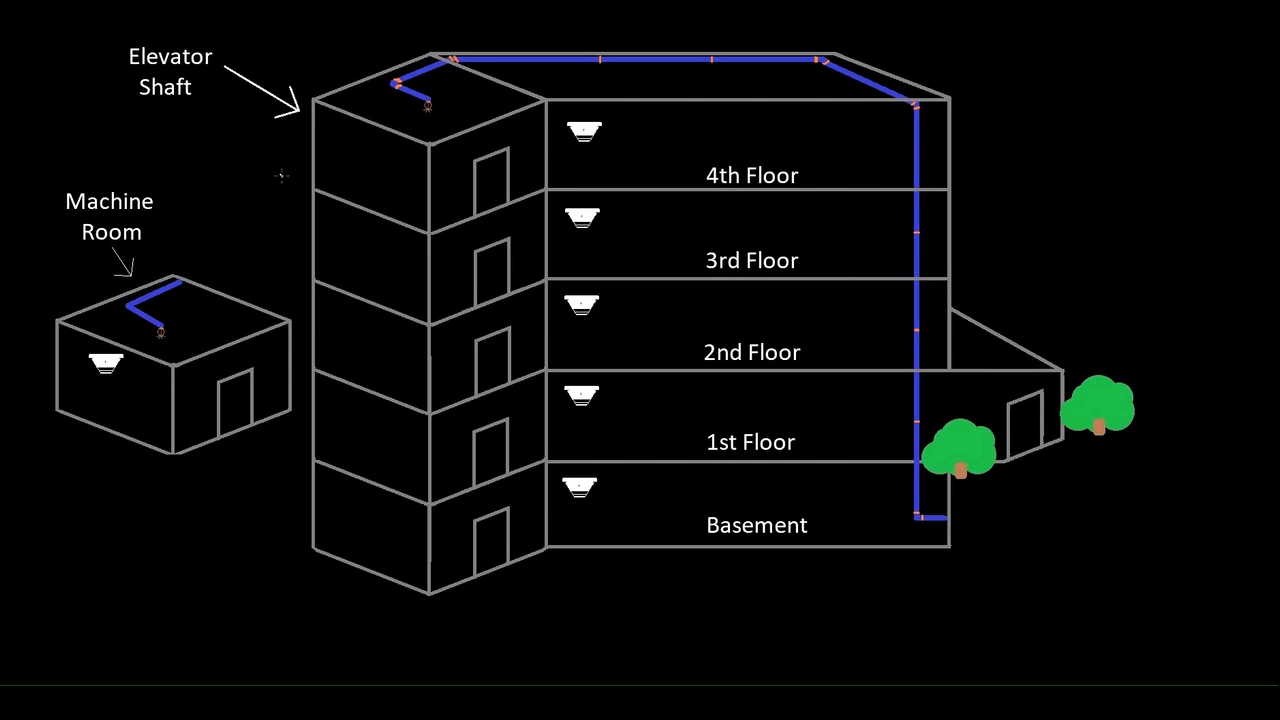 Elevator
Shaft
Machine
Room
4th Floor
3rd Floor
2nd Floor
1st Floor
Basement